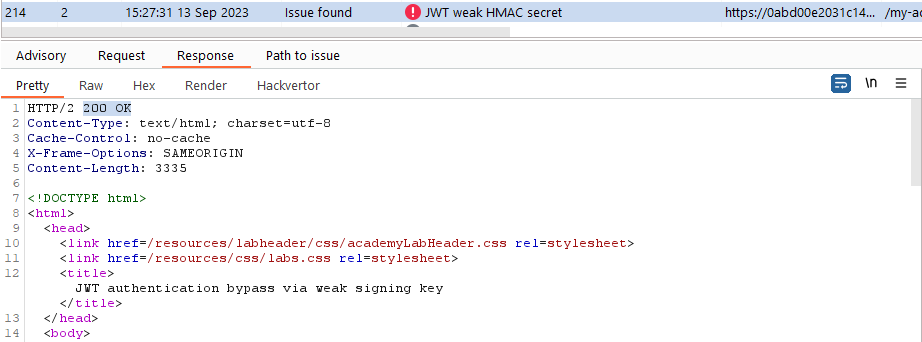 214 2 15:27:31 13 Sep 2023 Issue found JWT weak HMAC secret https://0abd00e2031c14... /my-ac
Advisory Request Response Path to issue
Pretty Raw Hex Render Hackvertor \n
1 HTTP/2 200 OK
2 Content-Type: text/html; charset=utf-8
3 Cache-Control: no-cache
4 X-Frame-Options: SAMEORIGIN
5 Content-Length: 3335
6
7 <!DOCTYPE html>
8 <html>
9 <head>
10 <link href=/resources/labheader/css/academyLabHeader.css rel=stylesheet>
11 <link href=/resources/css/labs.css rel=stylesheet>
12 <title>
JWT authentication bypass via weak signing key
</title>
13 </head>
14 <body>